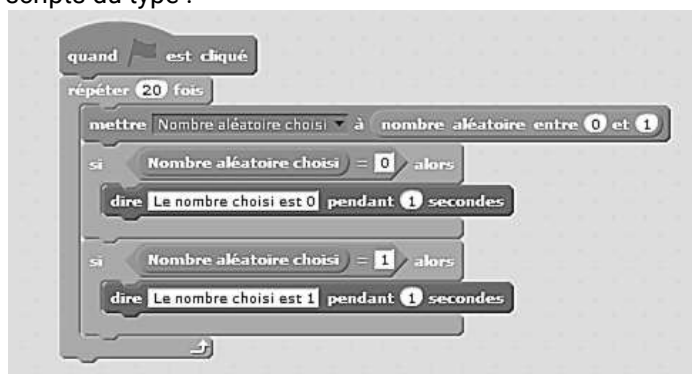 scripts du type :
quand est cliqué
répéter 20 fois
mettre Nombre aléatoire choisi à nombre aléatoire entre 0 et 1
si Nombre aléatoire choisi = 0 alors
dire Le nombre choisi est 0 pendant 1 secondes
si Nombre aléatoire choisi = 1 alors
dire Le nombre choisi est 1 pendant 1 secondes